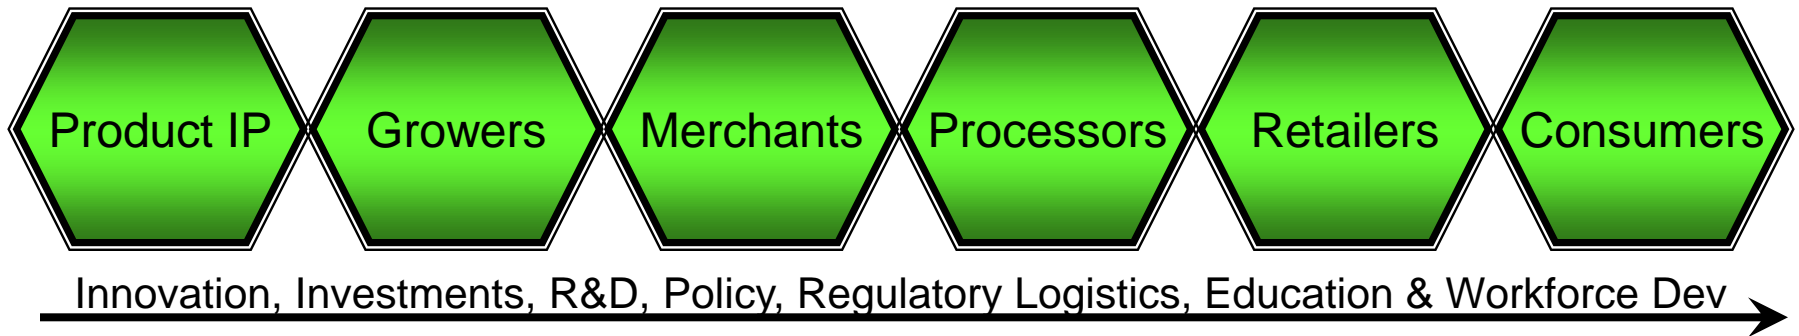 Product IP Growers Merchants Processors Retailers Consumers
Innovation, Investments, R&D, Policy, Regulatory Logistics, Education & Workforce Dev